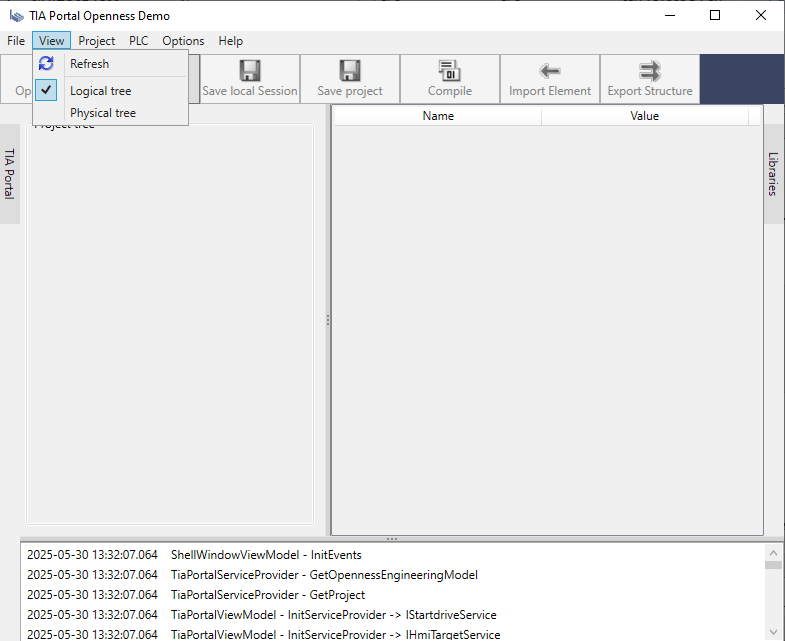 TIA Portal Openness Demo
File View Project PLC Options Help
Refresh
Logical tree
Physical tree
Save local Session
Save project
Compile
Import Element
Export Structure
Project tree
Name Value
TIA Portal
Libraries
2025-05-30 13:32:07.064 ShellWindowViewModel - InitEvents
2025-05-30 13:32:07.064 TiaPortalServiceProvider - GetOpennessEngineeringModel
2025-05-30 13:32:07.064 TiaPortalServiceProvider - GetProject
2025-05-30 13:32:07.064 TiaPortalViewModel - InitServiceProvider -> IStartdriveService
2025-05-30 13:32:07.064 TiaPortalViewModel - InitServiceProvider -> IHmiTargetService